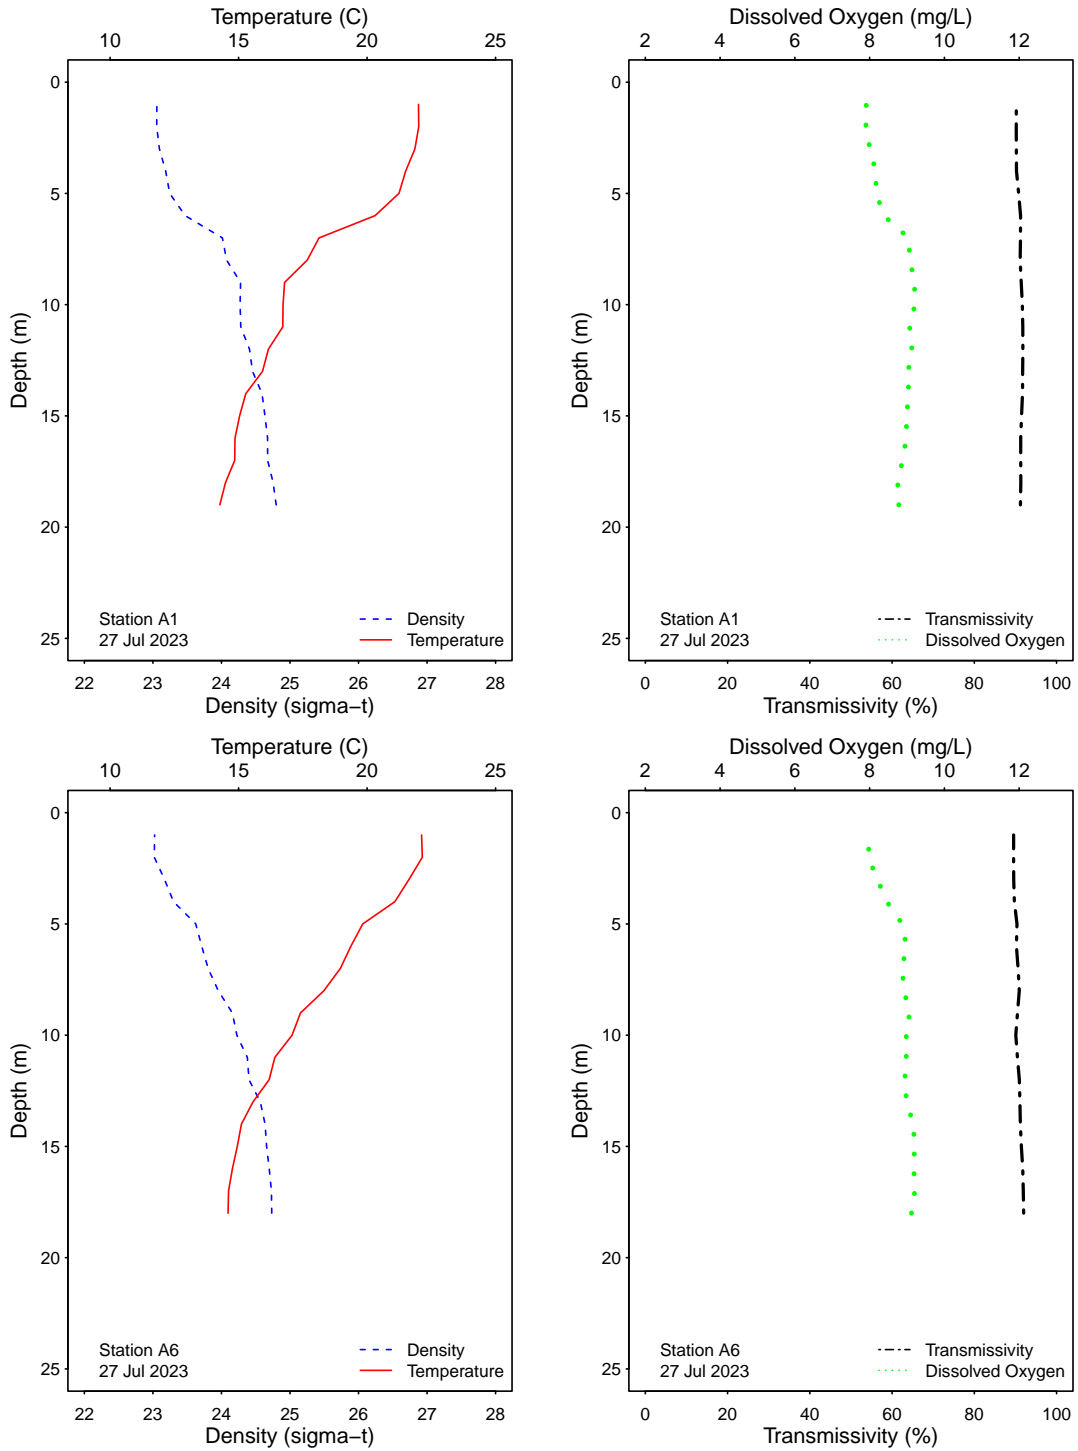 Temperature (C)
10 15 20 25
0
5
10
15
20
25
Depth (m)
Station A1
27 Jul 2023
Density
Temperature
22 23 24 25 26 27 28
Density (sigma−t)
Dissolved Oxygen (mg/L)
2 4 6 8 10 12
0
5
10
15
20
25
Depth (m)
Station A1
27 Jul 2023
Transmissivity
Dissolved Oxygen
0 20 40 60 80 100
Transmissivity (%)
Temperature (C)
10 15 20 25
0
5
10
15
20
25
Depth (m)
Station A6
27 Jul 2023
Density
Temperature
22 23 24 25 26 27 28
Density (sigma−t)
Dissolved Oxygen (mg/L)
2 4 6 8 10 12
0
5
10
15
20
25
Depth (m)
Station A6
27 Jul 2023
Transmissivity
Dissolved Oxygen
0 20 40 60 80 100
Transmissivity (%)